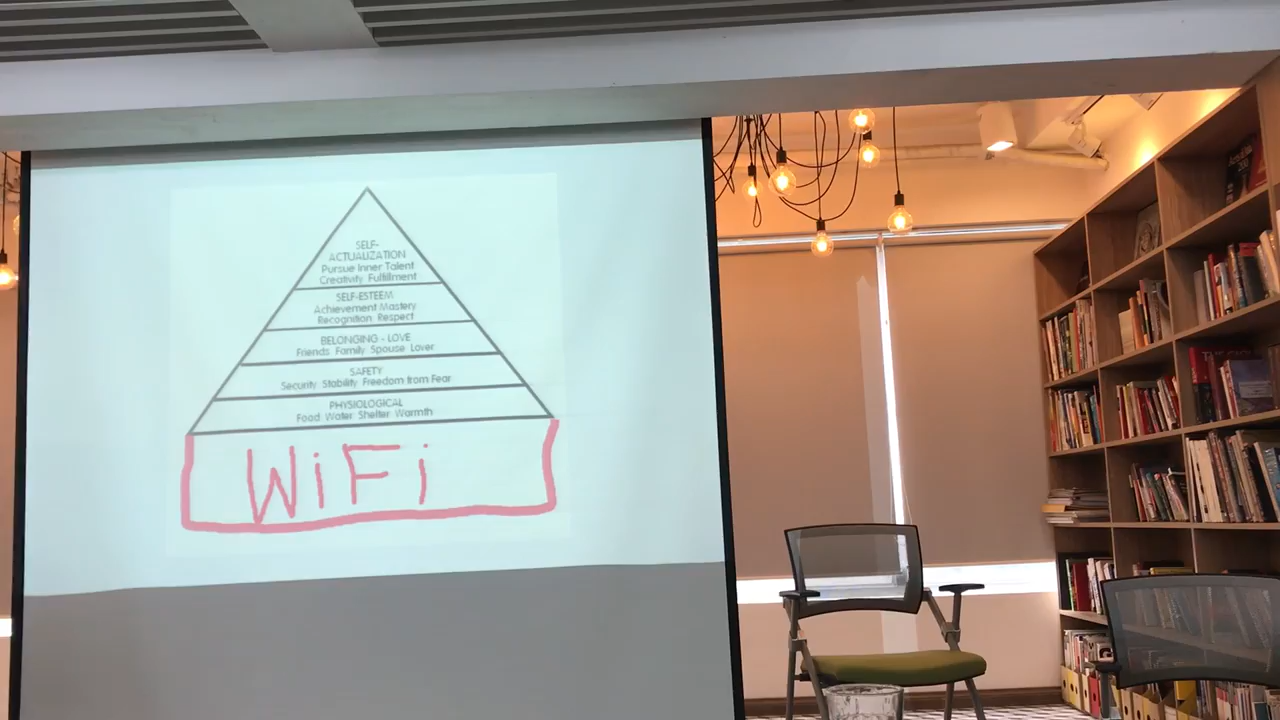 SELF-
ACTUALIZATION
Pursue Inner Talent
Creativity Fulfillment
SELF-ESTEEM
Achievement Mastery
Recognition Respect
BELONGING - LOVE
Friends Family Spouse Lover
SAFETY
Security Stability Freedom from Fear
PHYSIOLOGICAL
Food Water Shelter Warmth
WiFi